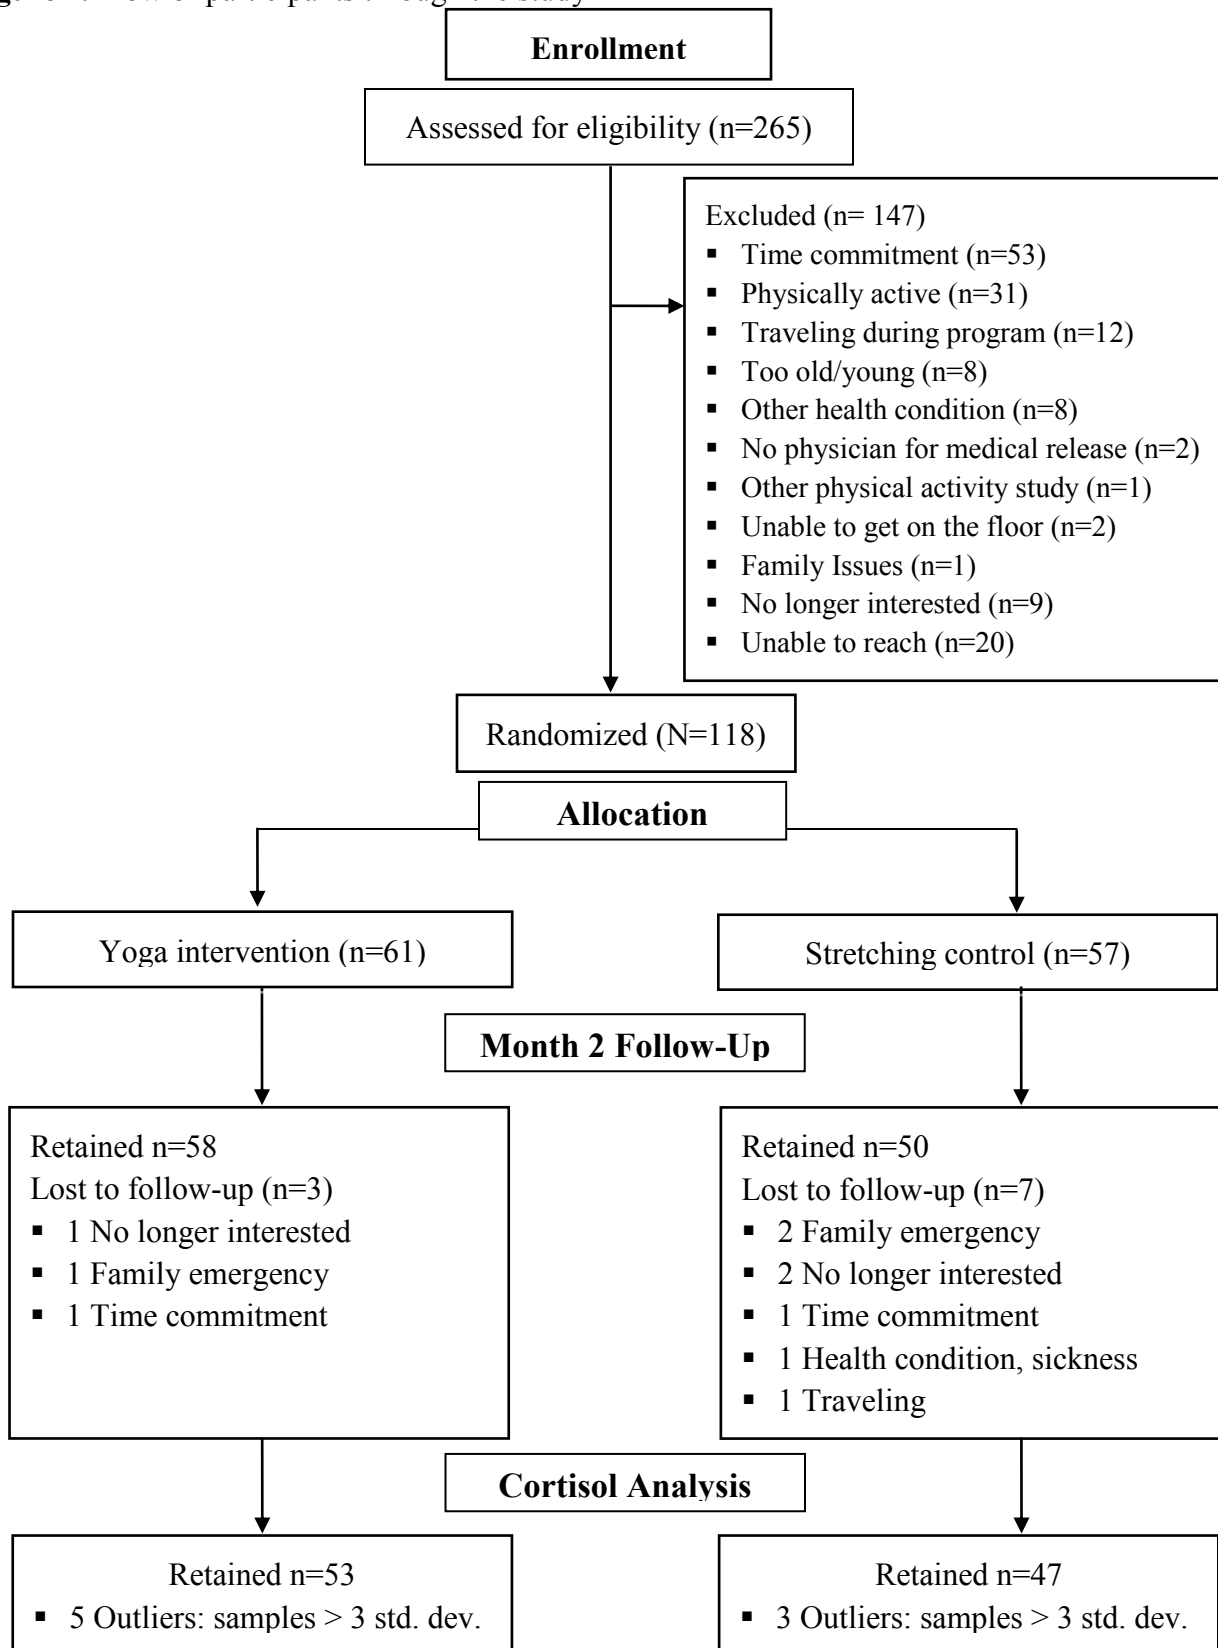 Enrollment
Assessed for eligibility (n=265)
Excluded (n= 147)
▪ Time commitment (n=53)
▪ Physically active (n=31)
▪ Traveling during program (n=12)
▪ Too old/young (n=8)
▪ Other health condition (n=8)
▪ No physician for medical release (n=2)
▪ Other physical activity study (n=1)
▪ Unable to get on the floor (n=2)
▪ Family Issues (n=1)
▪ No longer interested (n=9)
▪ Unable to reach (n=20)
Randomized (N=118)
Allocation
Yoga intervention (n=61)
Stretching control (n=57)
Month 2 Follow-Up
Retained n=58
Lost to follow-up (n=3)
▪ 1 No longer interested
▪ 1 Family emergency
▪ 1 Time commitment
Retained n=50
Lost to follow-up (n=7)
▪ 2 Family emergency
▪ 2 No longer interested
▪ 1 Time commitment
▪ 1 Health condition, sickness
▪ 1 Traveling
Cortisol Analysis
Retained n=53
▪ 5 Outliers: samples > 3 std. dev.
Retained n=47
▪ 3 Outliers: samples > 3 std. dev.